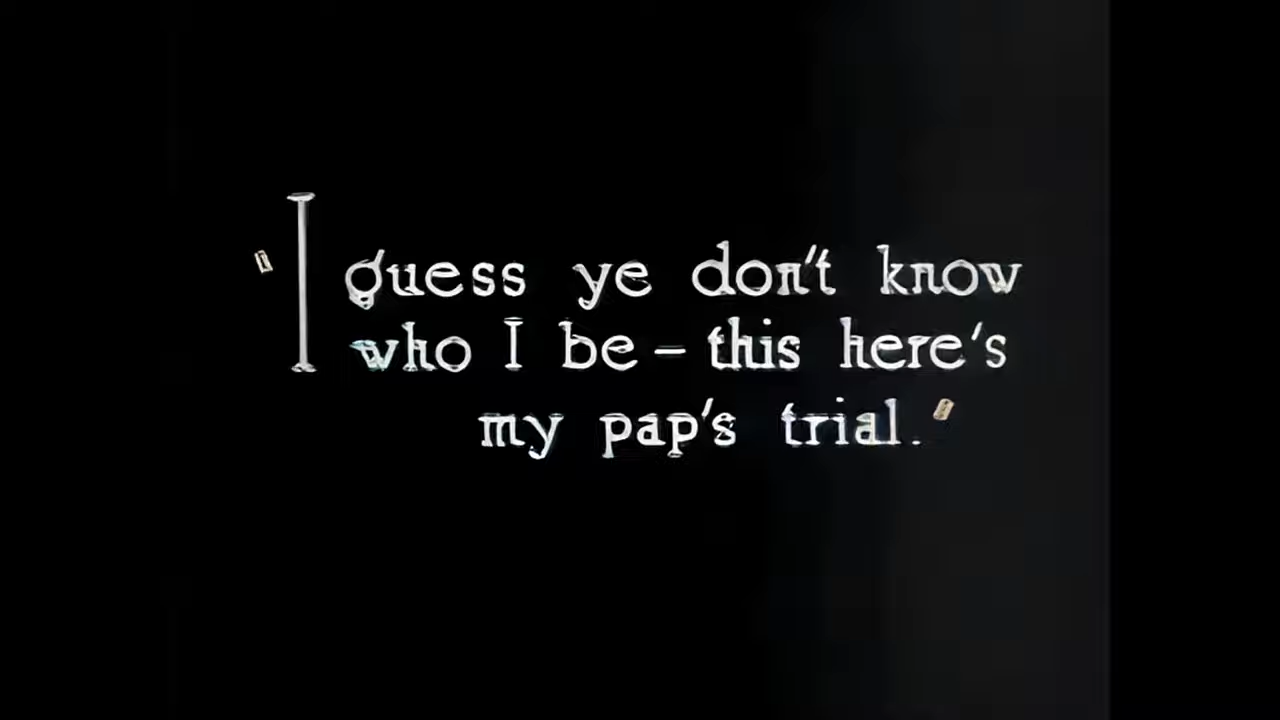 "I guess ye don't know
who I be – this here's
my pap's trial."